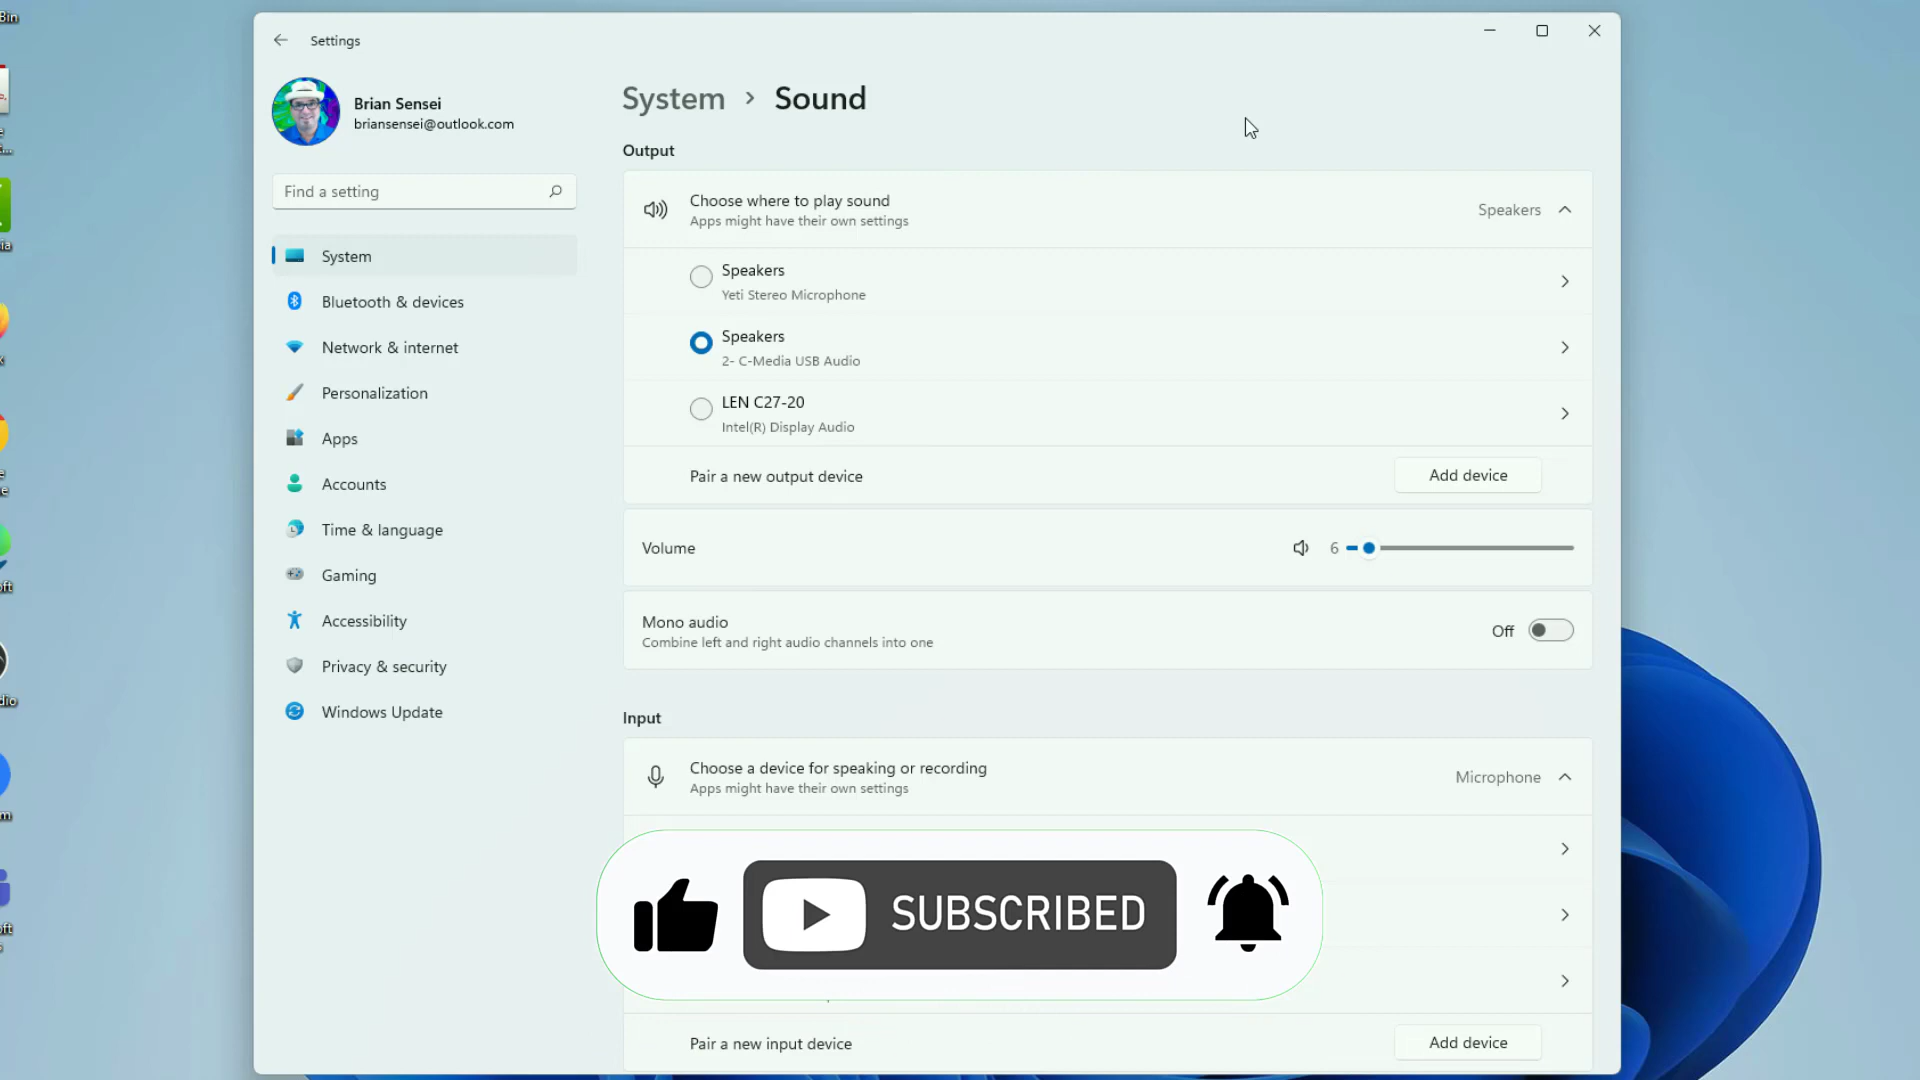 Bin
Settings
Brian Sensei
briansensei@outlook.com
Find a setting
System
Bluetooth & devices
Network & internet
Personalization
Apps
Accounts
Time & language
Gaming
Accessibility
Privacy & security
Windows Update
System > Sound
Output
Choose where to play sound
Apps might have their own settings
Speakers
Speakers
Yeti Stereo Microphone
Speakers
2- C-Media USB Audio
LEN C27-20
Intel(R) Display Audio
Pair a new output device
Add device
Volume
6
Mono audio
Combine left and right audio channels into one
Off
Input
Choose a device for speaking or recording
Apps might have their own settings
Microphone
SUBSCRIBED
Pair a new input device
Add device